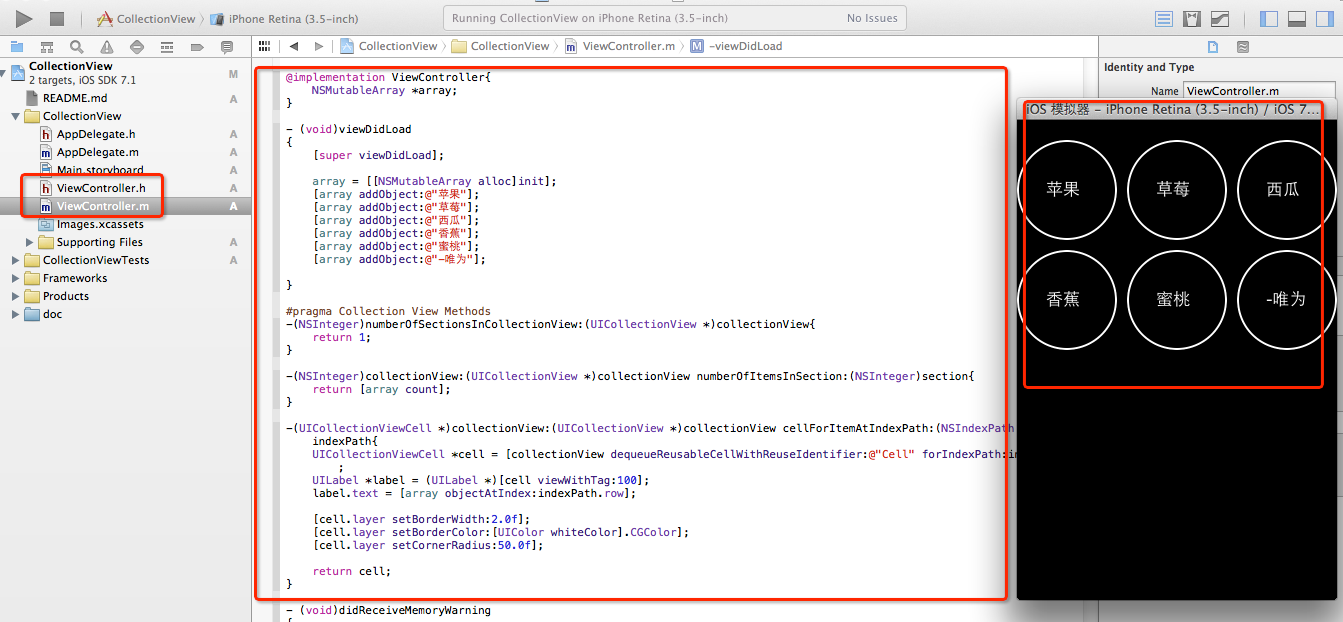 CollectionView
iPhone Retina (3.5-inch)
Running CollectionView on iPhone Retina (3.5-inch)
No Issues
CollectionView
CollectionView
ViewController.m
M
-viewDidLoad
CollectionView
2 targets, iOS SDK 7.1
M
README.md
A
CollectionView
h
AppDelegate.h
A
m
AppDelegate.m
A
Main.storyboard
A
h
ViewController.h
A
m
ViewController.m
A
Images.xcassets
Supporting Files
A
CollectionViewTests
A
Frameworks
Products
doc
@implementation ViewController{
NSMutableArray *array;
}
- (void)viewDidLoad
{
[super viewDidLoad];
array = [[NSMutableArray alloc]init];
[array addObject:@"苹果"];
[array addObject:@"草莓"];
[array addObject:@"西瓜"];
[array addObject:@"香蕉"];
[array addObject:@"蜜桃"];
[array addObject:@"-唯为"];
}
#pragma Collection View Methods
-(NSInteger)numberOfSectionsInCollectionView:(UICollectionView *)collectionView{
return 1;
}
-(NSInteger)collectionView:(UICollectionView *)collectionView numberOfItemsInSection:(NSInteger)section{
return [array count];
}
-(UICollectionViewCell *)collectionView:(UICollectionView *)collectionView cellForItemAtIndexPath:(NSIndexPath
indexPath{
UICollectionViewCell *cell = [collectionView dequeueReusableCellWithReuseIdentifier:@"Cell" forIndexPath:in
;
UILabel *label = (UILabel *)[cell viewWithTag:100];
label.text = [array objectAtIndex:indexPath.row];
[cell.layer setBorderWidth:2.0f];
[cell.layer setBorderColor:[UIColor whiteColor].CGColor];
[cell.layer setCornerRadius:50.0f];
return cell;
}
- (void)didReceiveMemoryWarning
Identity and Type
Name ViewController.m
iOS 模拟器 – iPhone Retina (3.5-inch) / iOS 7...
苹果
草莓
西瓜
香蕉
蜜桃
-唯为